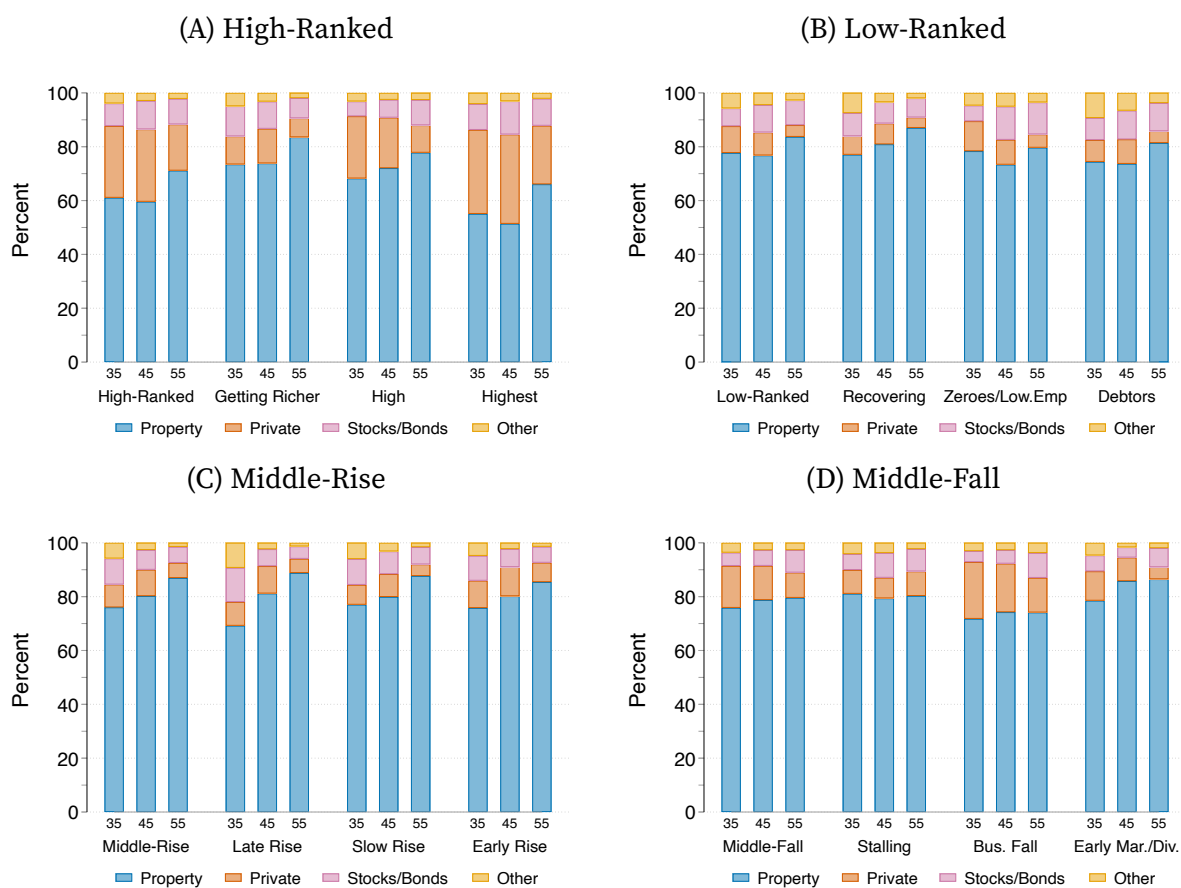 (A) High-Ranked
Percent
100
80
60
40
20
0
35 45 55 35 45 55 35 45 55 35 45 55
High-Ranked Getting Richer High Highest
Property Private Stocks/Bonds Other
(B) Low-Ranked
Percent
100
80
60
40
20
0
35 45 55 35 45 55 35 45 55 35 45 55
Low-Ranked Recovering Zeroes/Low.Emp Debtors
Property Private Stocks/Bonds Other
(C) Middle-Rise
Percent
100
80
60
40
20
0
35 45 55 35 45 55 35 45 55 35 45 55
Middle-Rise Late Rise Slow Rise Early Rise
Property Private Stocks/Bonds Other
(D) Middle-Fall
Percent
100
80
60
40
20
0
35 45 55 35 45 55 35 45 55 35 45 55
Middle-Fall Stalling Bus. Fall Early Mar./Div.
Property Private Stocks/Bonds Other